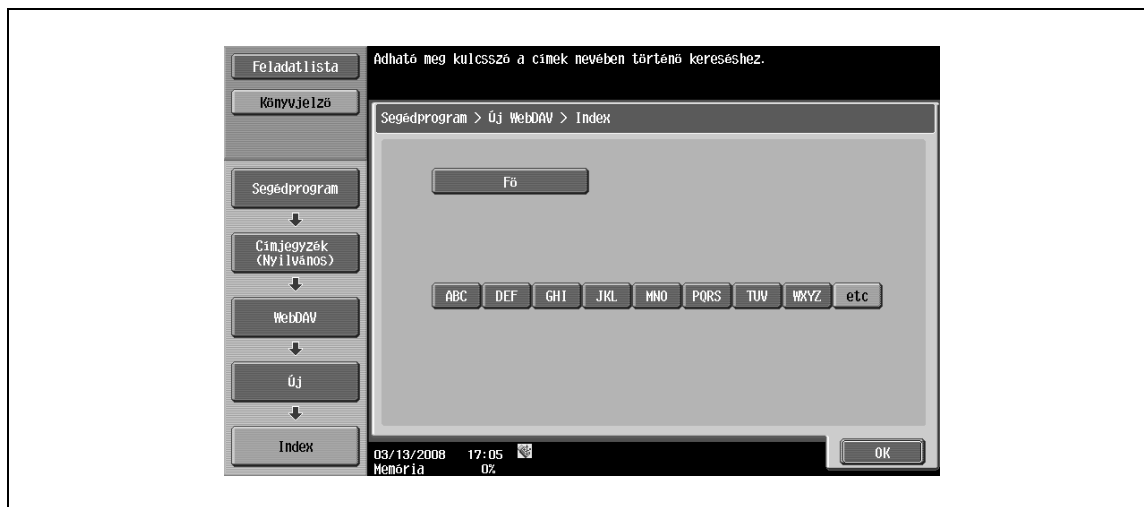 Feladatlista
Könyvjelző
Adható meg kulcsszó a címek nevében történő kereséshez.
Segédprogram > Új WebDAV > Index
Segédprogram
Címjegyzék
(Nyilvános)
WebDAV
Új
Index
Fő
ABC DEF GHI JKL MNO PQRS TUV WXYZ etc
03/13/2008 17:05
Memória 0%
OK